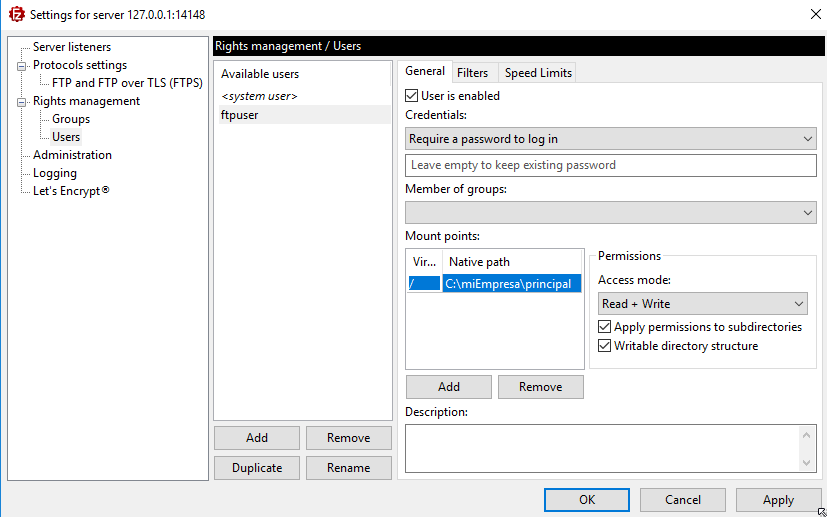 Settings for server 127.0.0.1:14148
Server listeners
Protocols settings
FTP and FTP over TLS (FTPS)
Rights management
Groups
Users
Administration
Logging
Let's Encrypt®
Rights management / Users
Available users
<system user>
ftpuser
Add
Remove
Duplicate
Rename
General
Filters
Speed Limits
User is enabled
Credentials:
Require a password to log in
Leave empty to keep existing password
Member of groups:
Mount points:
Vir...
Native path
/
C:\miEmpresa\principal
Add
Remove
Permissions
Access mode:
Read + Write
Apply permissions to subdirectories
Writable directory structure
Description:
OK
Cancel
Apply